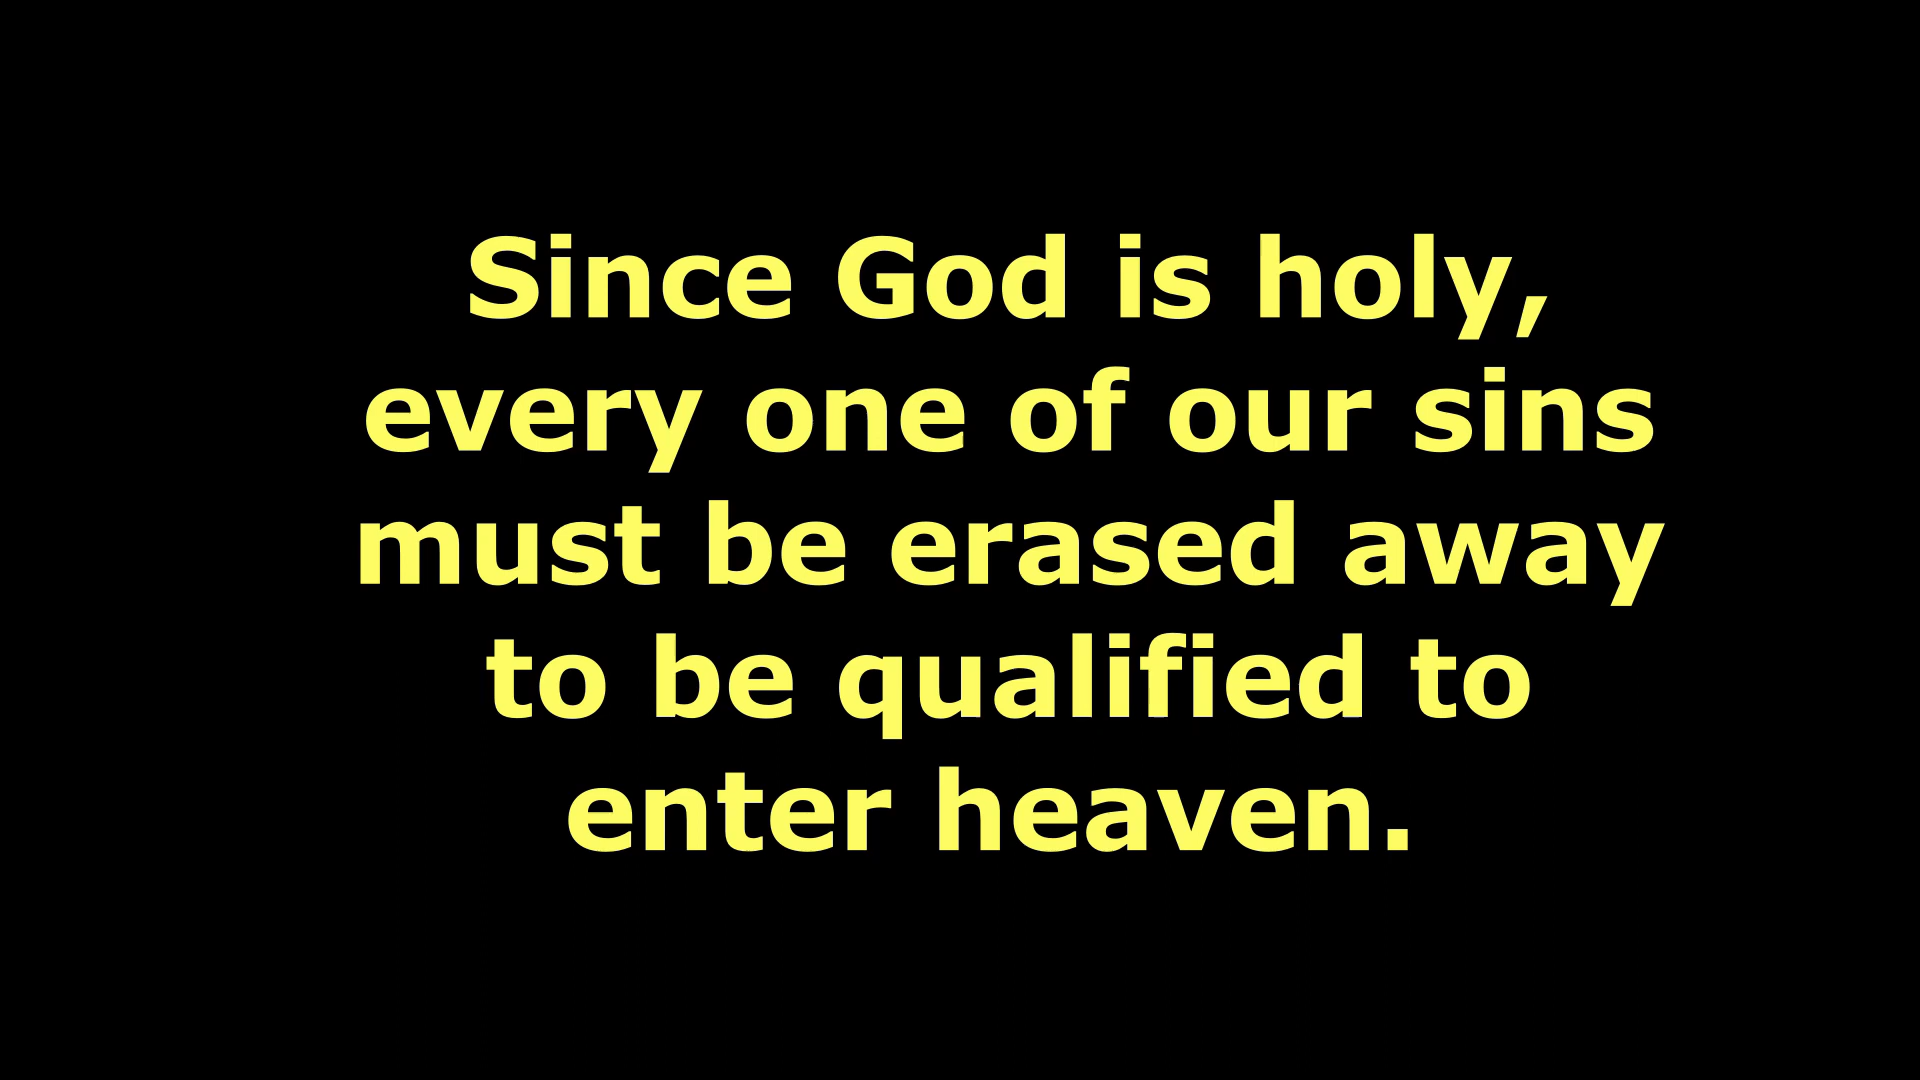 Since God is holy,
every one of our sins
must be erased away
to be qualified to
enter heaven.